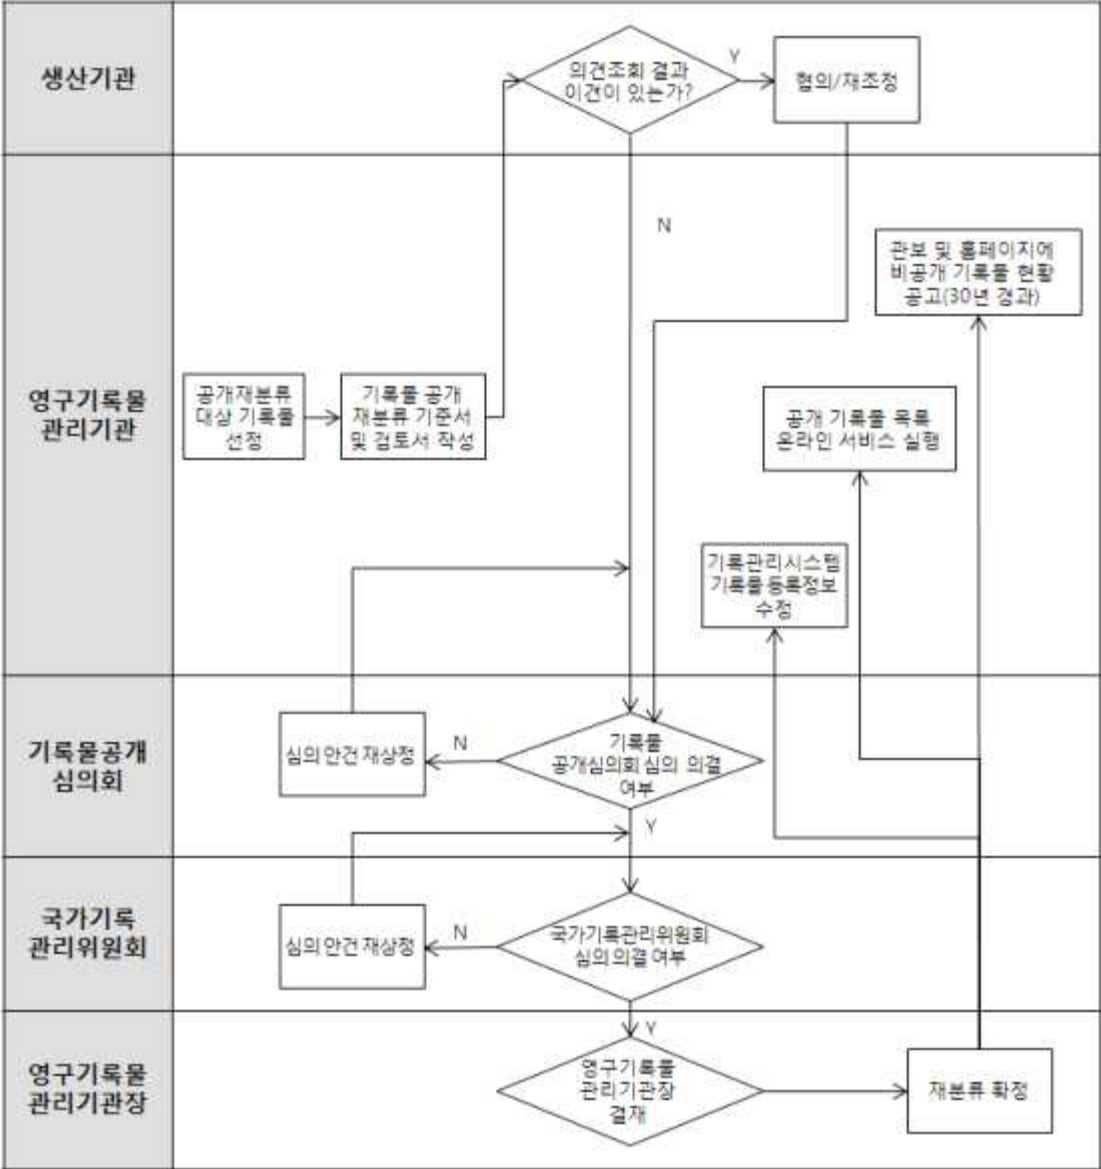 생산기관
의견조회 결과
이견이 있는가?
Y
협의/재조정
N
영구기록물
관리기관
공개재분류
대상 기록물
선정
기록물 공개
재분류 기준서
및 검토서 작성
관보 및 홈페이지에
비공개 기록물 현황
공고(30년 경과)
공개 기록물 목록
온라인 서비스 실행
기록관리시스템
기록물 등록정보
수정
기록물공개
심의회
심의 안건 재상정
N
기록물
공개심의회 심의 의결
여부
Y
국가기록
관리위원회
심의 안건 재상정
N
국가기록관리위원회
심의 의결 여부
Y
영구기록물
관리기관장
영구기록물
관리기관장
결재
재분류 확정